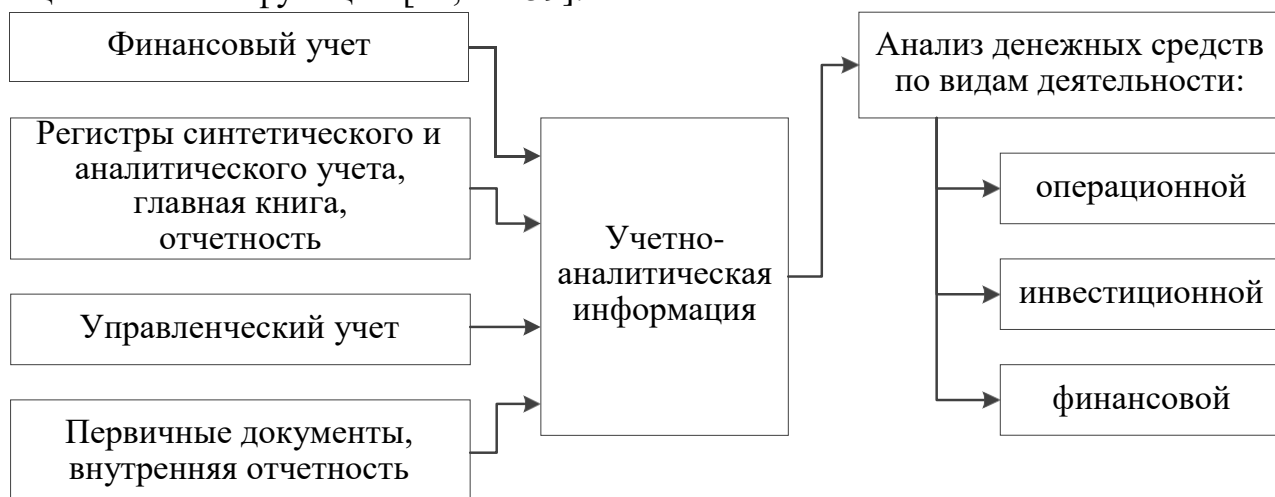 Финансовый учет
Регистры синтетического и
аналитического учета,
главная книга,
отчетность
Управленческий учет
Первичные документы,
внутренняя отчетность
Учетно-
аналитическая
информация
Анализ денежных средств
по видам деятельности:
операционной
инвестиционной
финансовой